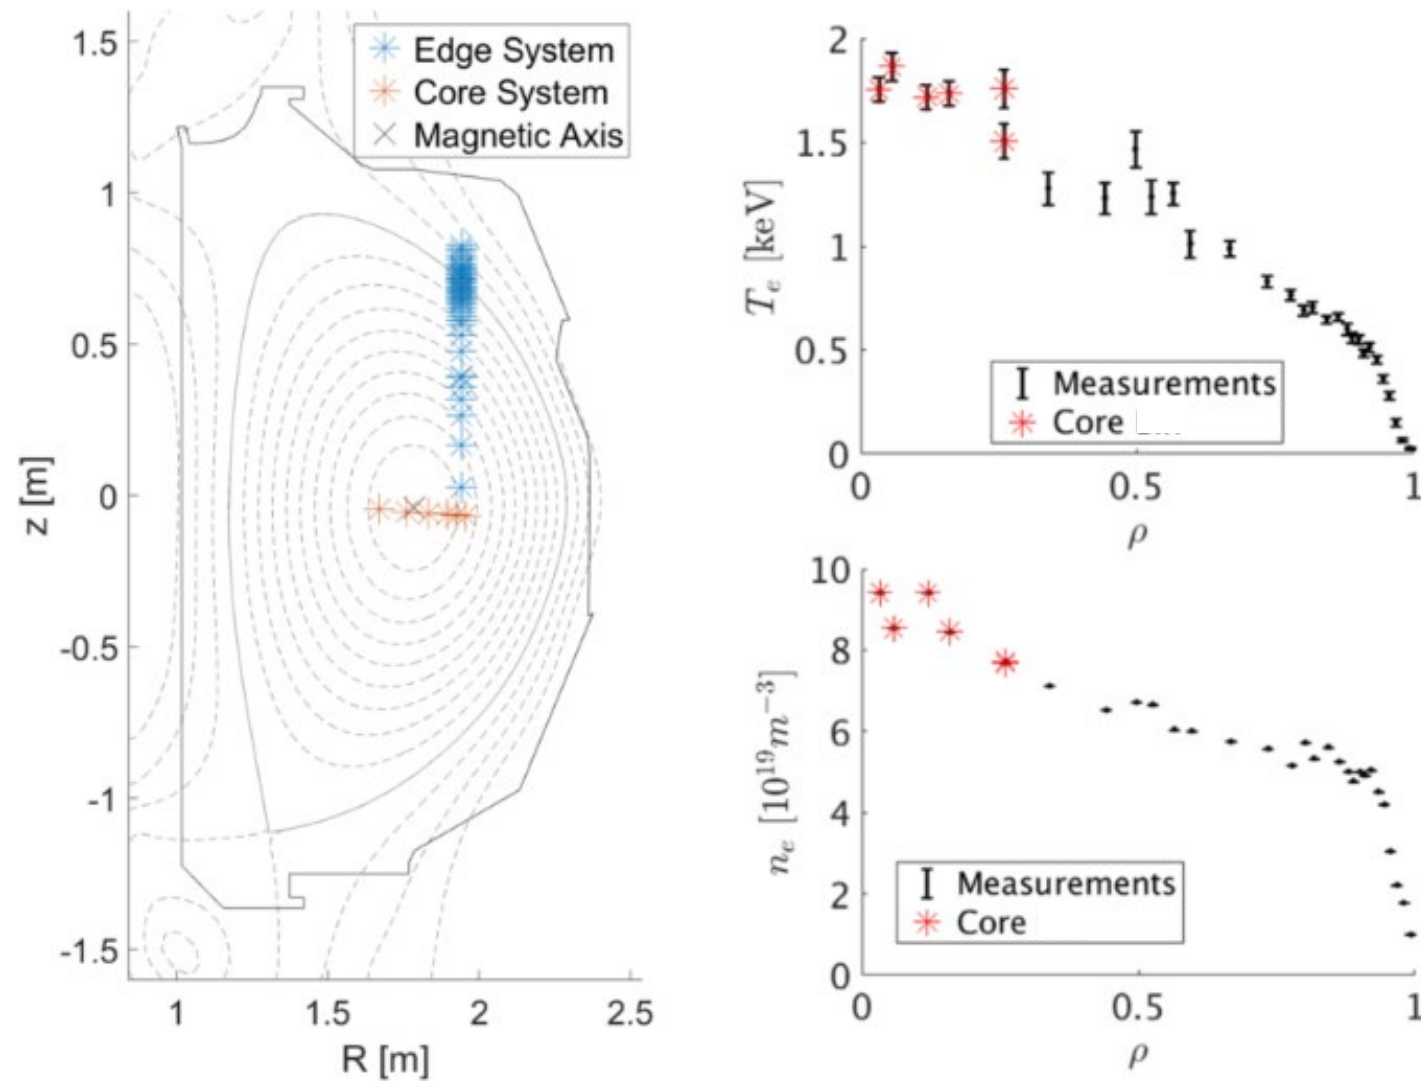 Edge System
Core System
Magnetic Axis
1.5
1
0.5
0
-0.5
-1
-1.5
z [m]
1
1.5
2
2.5
R [m]
2
1.5
1
0.5
0
T_e [keV]
Measurements
Core
0
0.5
1
ρ
10
8
6
4
2
0
n_e [10^19 m^−3]
Measurements
Core
0
0.5
1
ρ